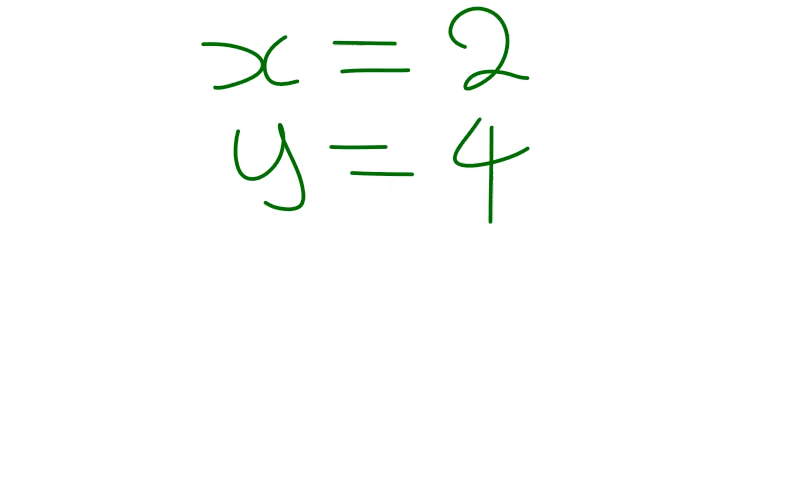 x = 2
y = 4